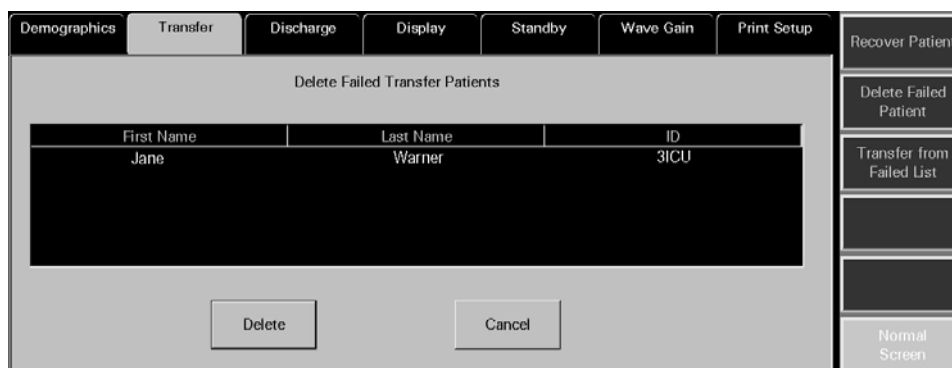 Demographics Transfer Discharge Display Standby Wave Gain Print Setup
Recover Patient
Delete Failed Transfer Patients
Delete Failed
Patient
First Name Last Name ID
Jane Warner 3ICU
Transfer from
Failed List
Delete Cancel
Normal
Screen